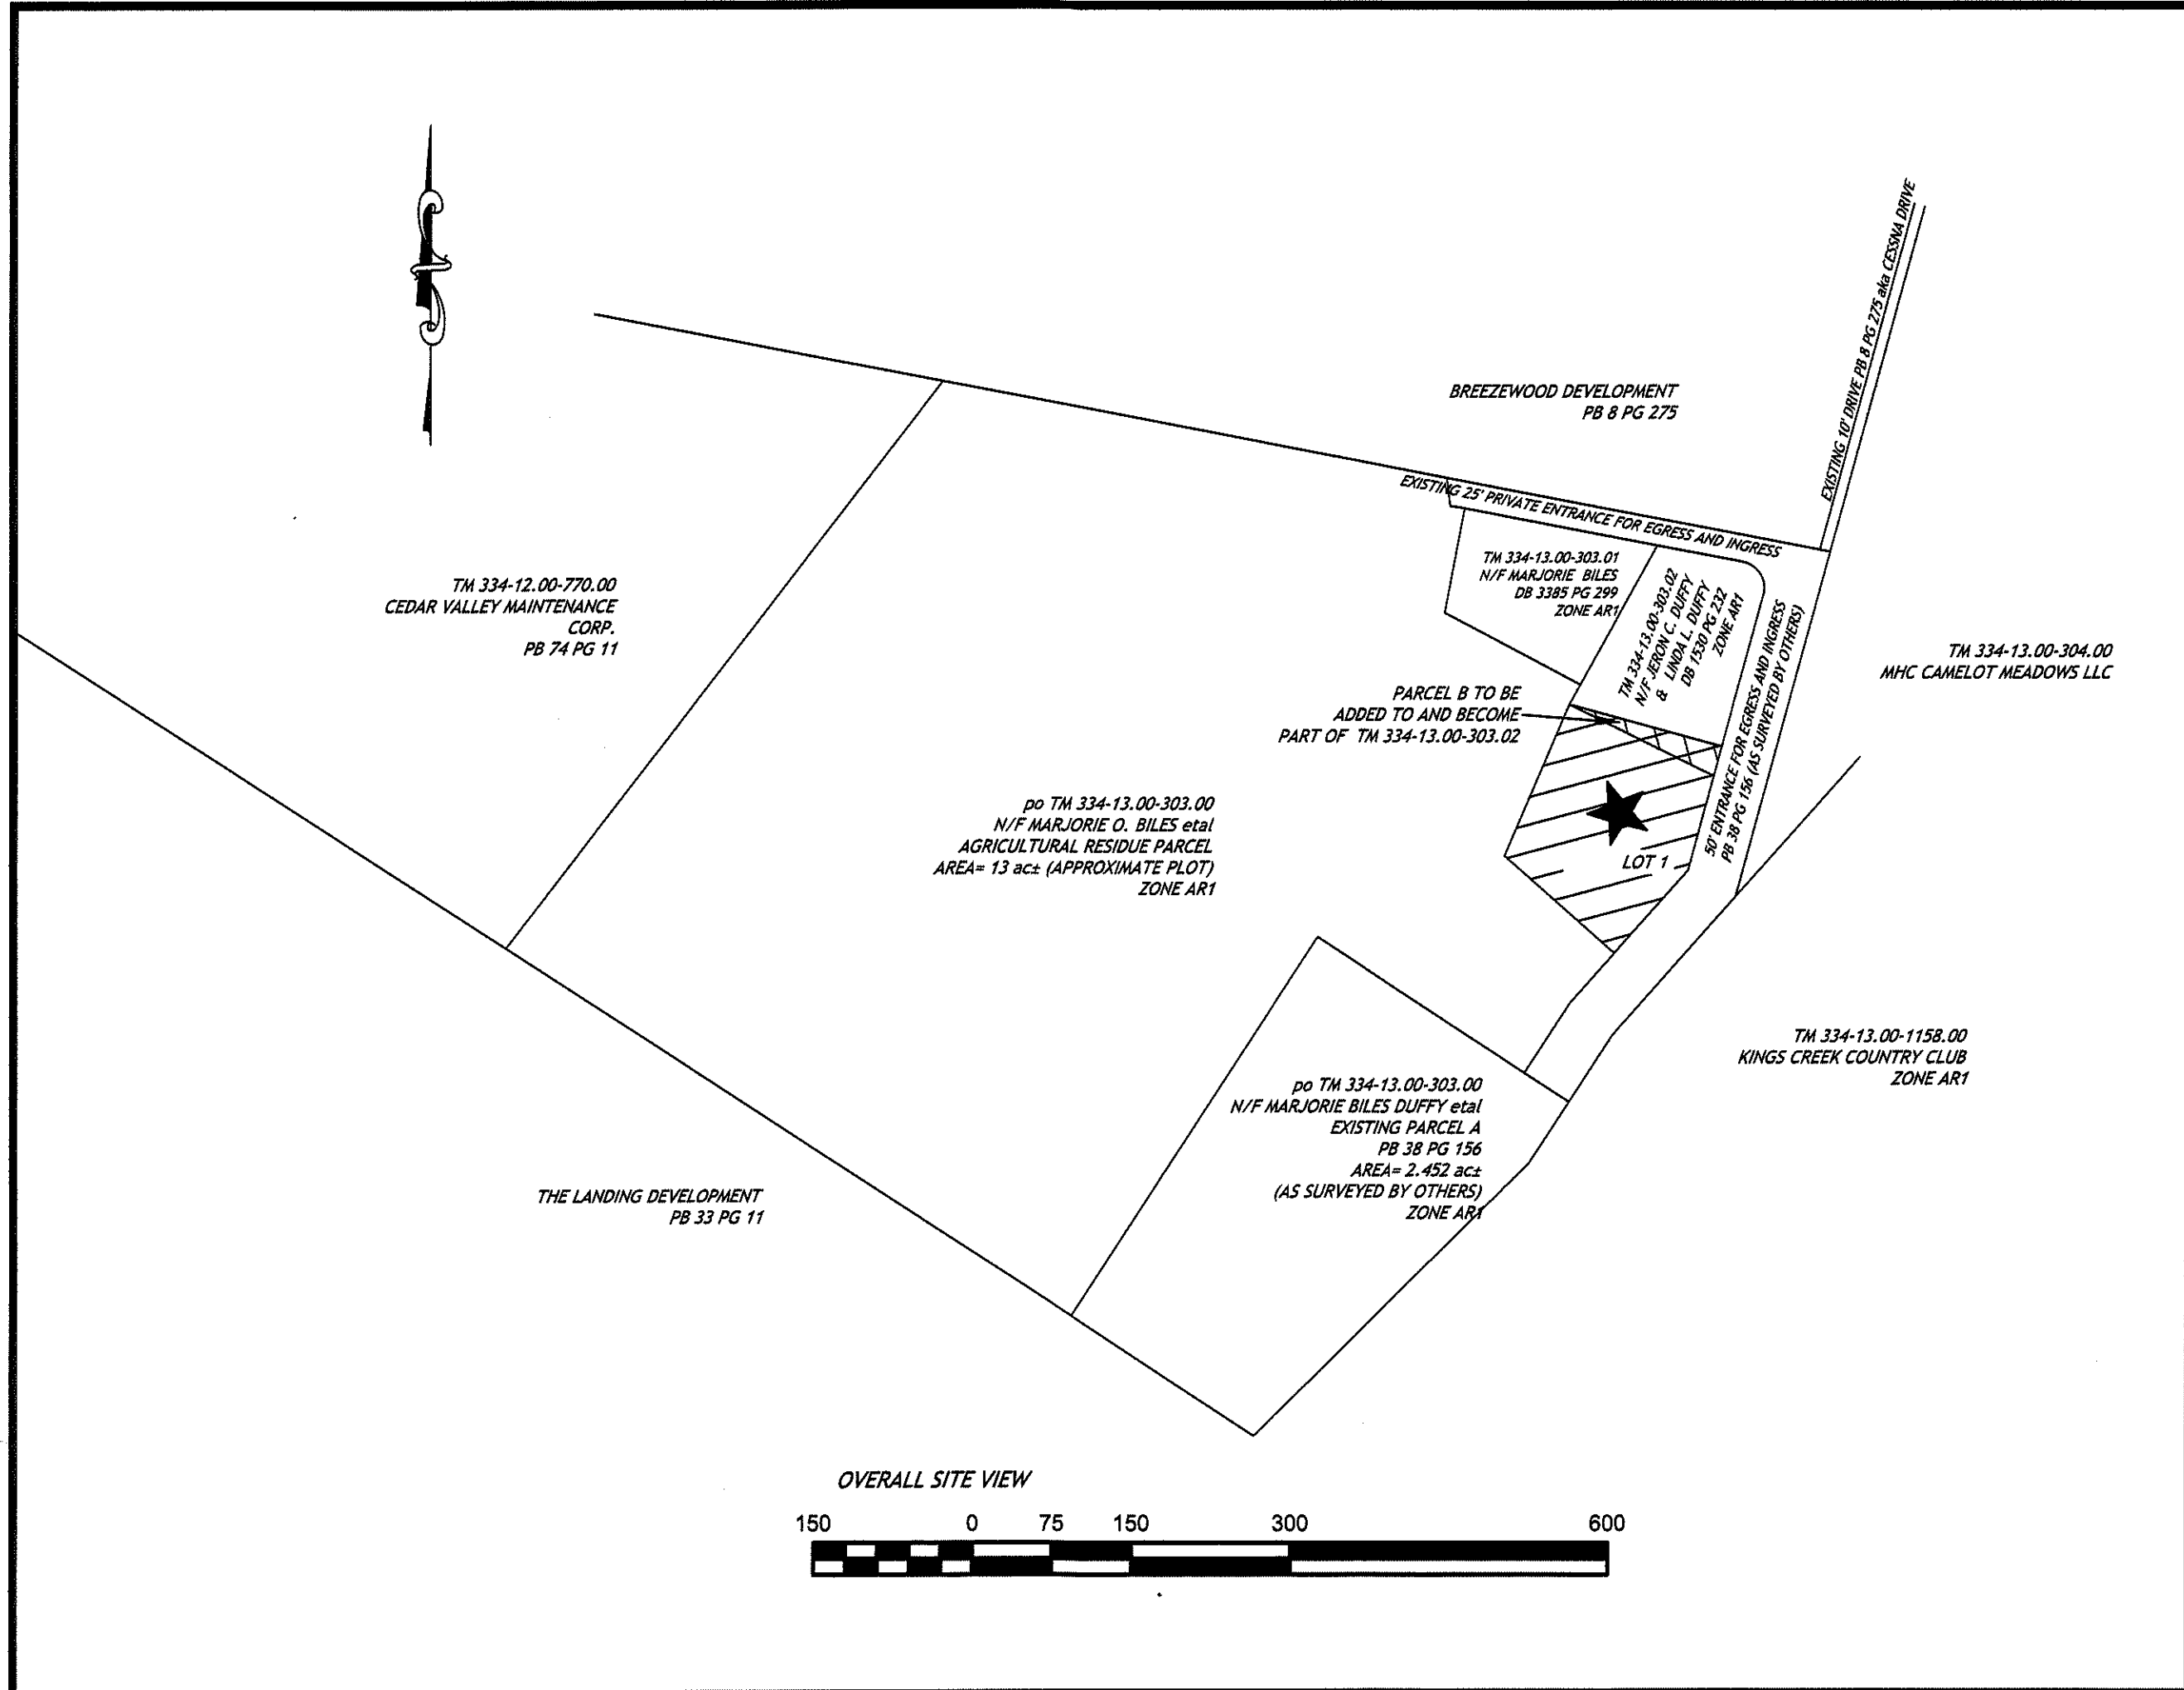 EXISTING 10' DRIVE PB 8 PG 275 aka CESSNA DRIVE
BREEZEWOOD DEVELOPMENT
PB 8 PG 275
EXISTING 25' PRIVATE ENTRANCE FOR EGRESS AND INGRESS
TM 334-13.00-303.01
N/F MARJORIE BILES
DB 3385 PG 299
ZONE AR1
TM 334-13.00-303.02
N/F JERON C. DUFFY
& LINDA L. DUFFY
DB 1530 PG 232
ZONE AR1
TM 334-12.00-770.00
CEDAR VALLEY MAINTENANCE
CORP.
PB 74 PG 11
50' ENTRANCE FOR EGRESS AND INGRESS
PB 38 PG 156 (AS SURVEYED BY OTHERS)
TM 334-13.00-304.00
MHC CAMELOT MEADOWS LLC
PARCEL B TO BE
ADDED TO AND BECOME
PART OF TM 334-13.00-303.02
po TM 334-13.00-303.00
N/F MARJORIE O. BILES etal
AGRICULTURAL RESIDUE PARCEL
AREA= 13 ac± (APPROXIMATE PLOT)
ZONE AR1
LOT 1
TM 334-13.00-1158.00
KINGS CREEK COUNTRY CLUB
ZONE AR1
po TM 334-13.00-303.00
N/F MARJORIE BILES DUFFY etal
EXISTING PARCEL A
PB 38 PG 156
AREA= 2.452 ac±
(AS SURVEYED BY OTHERS)
ZONE AR1
THE LANDING DEVELOPMENT
PB 33 PG 11
OVERALL SITE VIEW
150 0 75 150 300 600